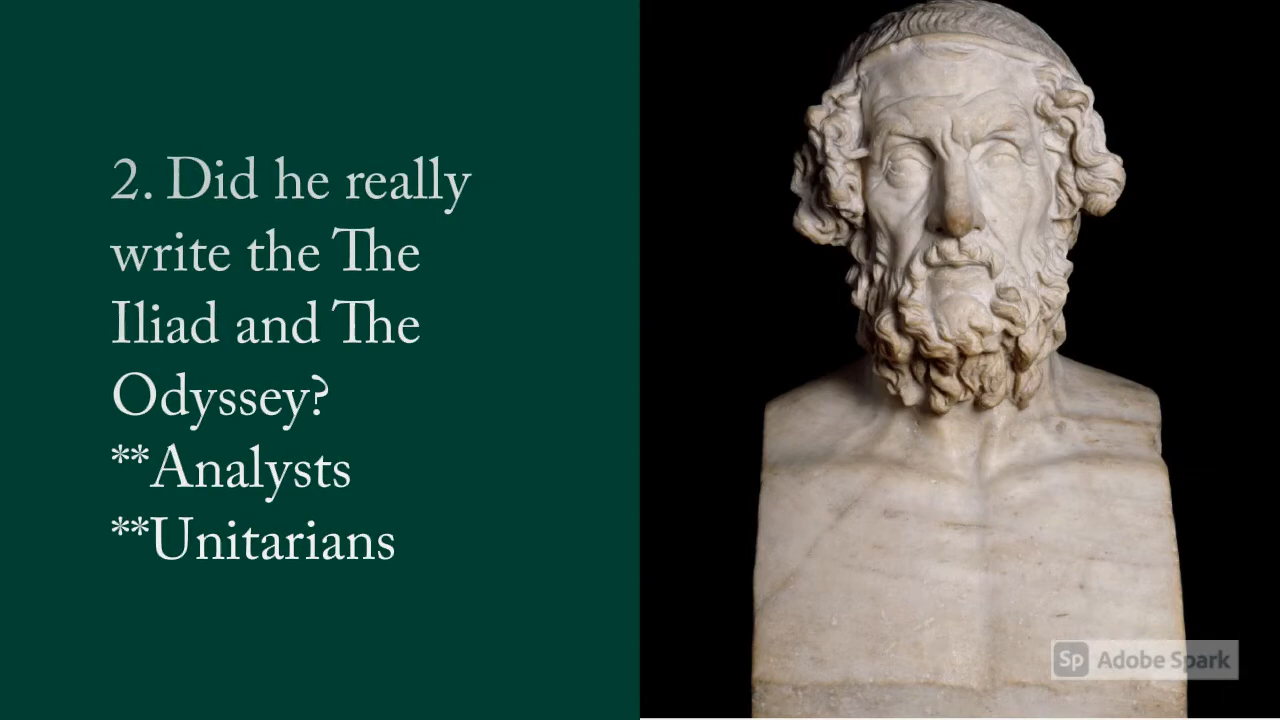 2. Did he really
write the The
Iliad and The
Odyssey?
**Analysts
**Unitarians
Sp Adobe Spark